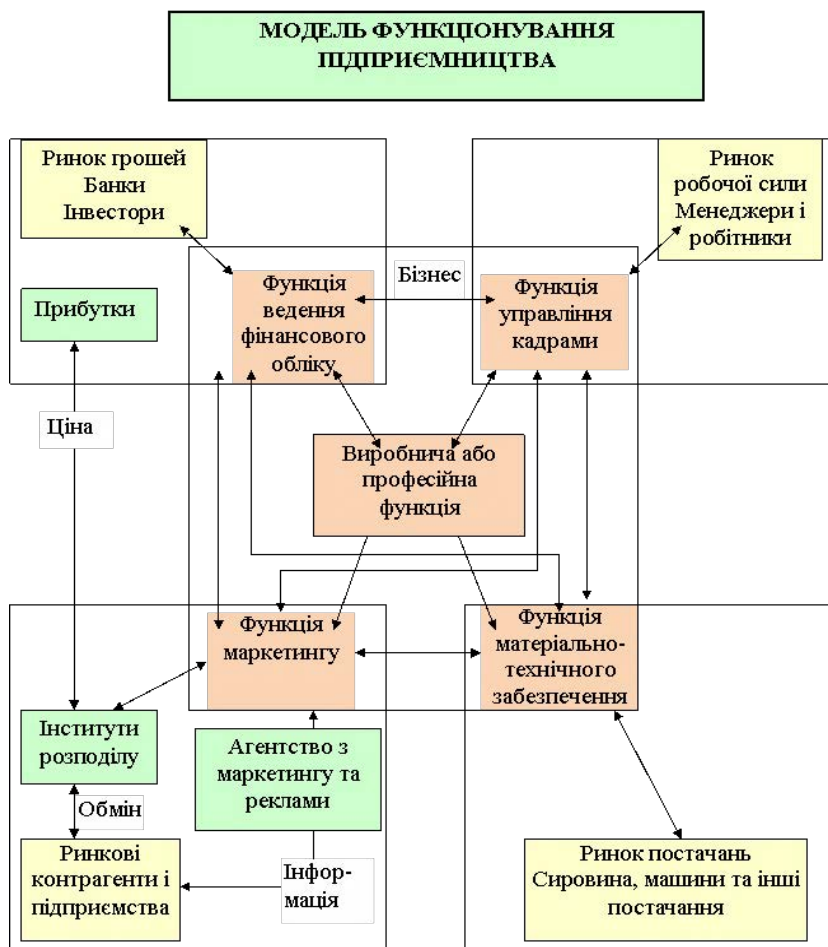 МОДЕЛЬ ФУНКЦІОНУВАННЯ
ПІДПРИЄМНИЦТВА
Ринок грошей
Банки
Інвестори
Ринок
робочої сили
Менеджери і
робітники
Бізнес
Функція
ведення
фінансового
обліку
Функція
управління
кадрами
Прибутки
Ціна
Виробнича або
професійна
функція
Функція
маркетингу
Функція
матеріально-
технічного
забезпечення
Інститути
розподілу
Агентство з
маркетингу та
реклами
Обмін
Ринкові
контрагенти і
підприємства
Інфор-
мація
Ринок постачань
Сировина, машини та інші
постачання